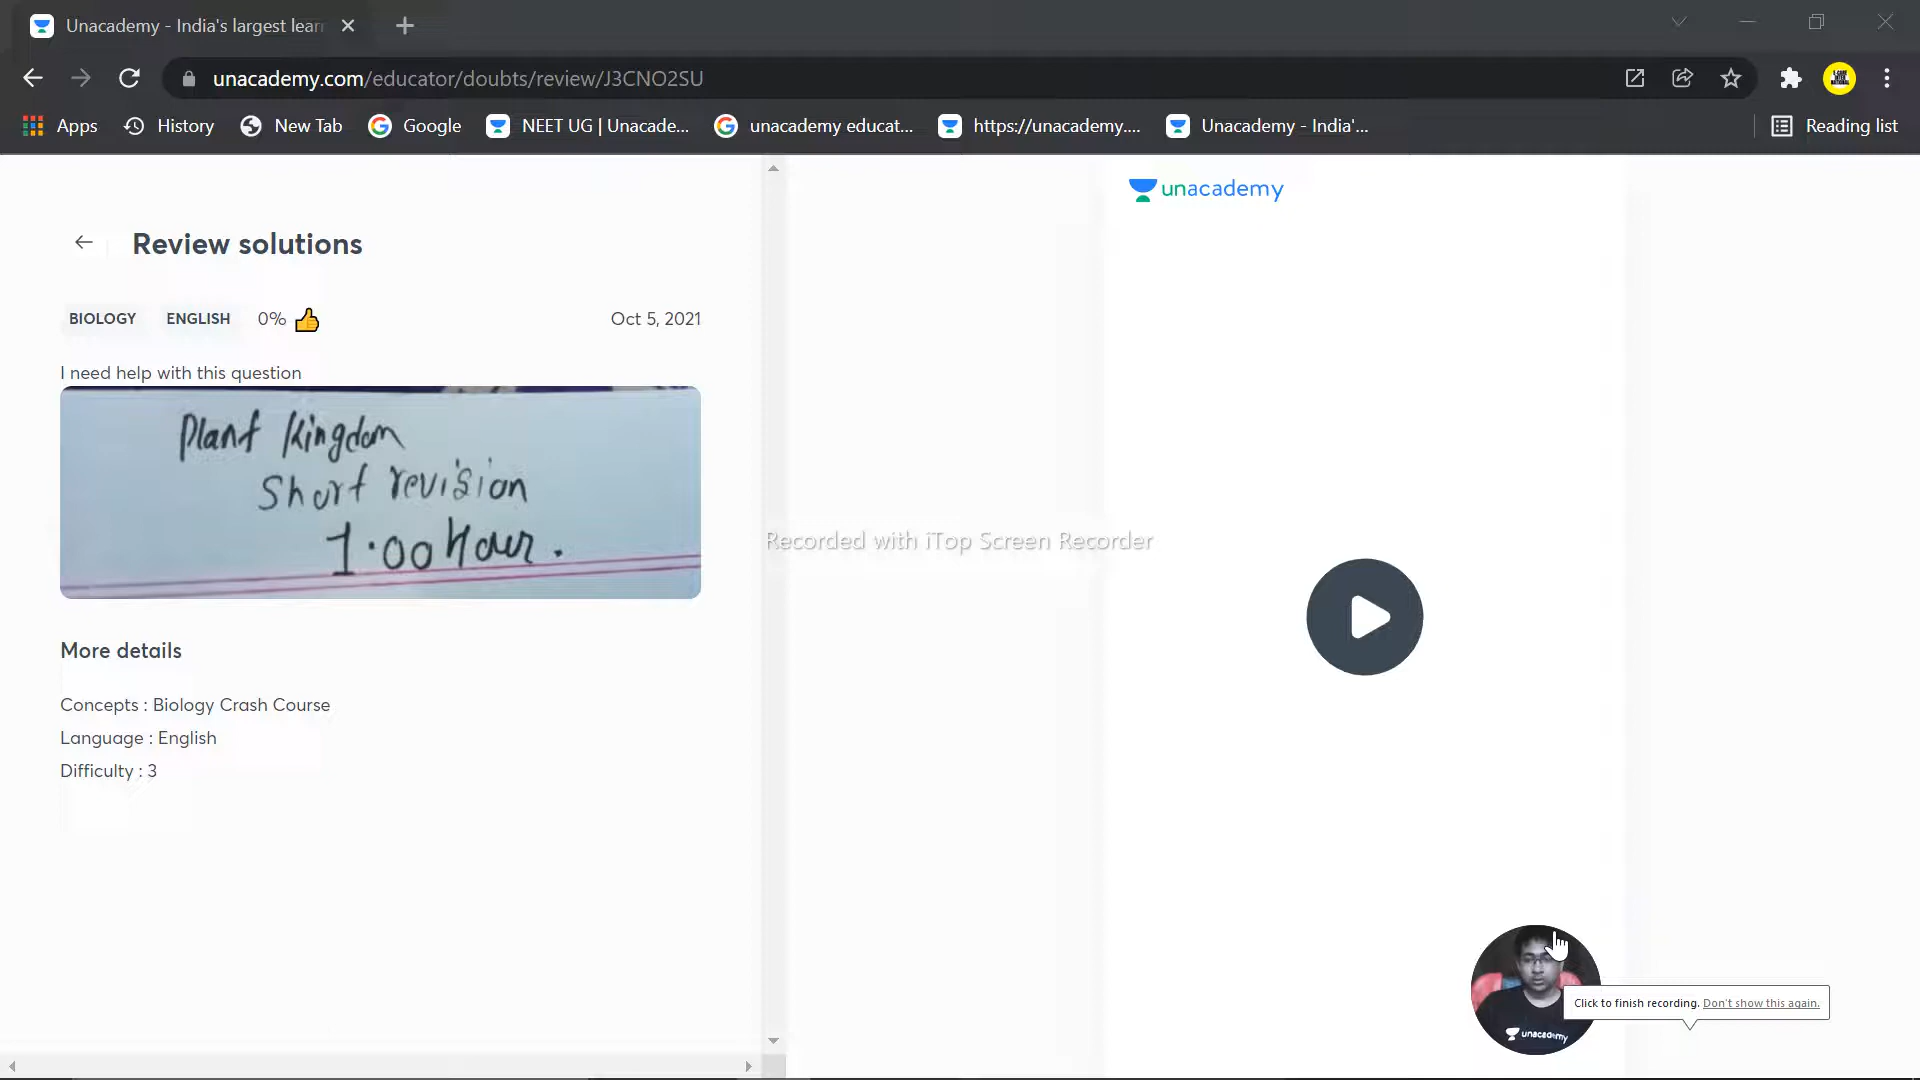 Unacademy - India's largest lear
unacademy.com/educator/doubts/review/J3CNO2SU
Apps
History
New Tab
Google
NEET UG | Unacade...
unacademy educat...
https://unacademy....
Unacademy - India'...
Reading list
unacademy
Review solutions
BIOLOGY
ENGLISH
0%
Oct 5, 2021
I need help with this question
Plant Kingdom
Short revision
1.00 Hour.
Recorded with iTop Screen Recorder
More details
Concepts : Biology Crash Course
Language : English
Difficulty : 3
Click to finish recording. Don't show this again.
unacademy